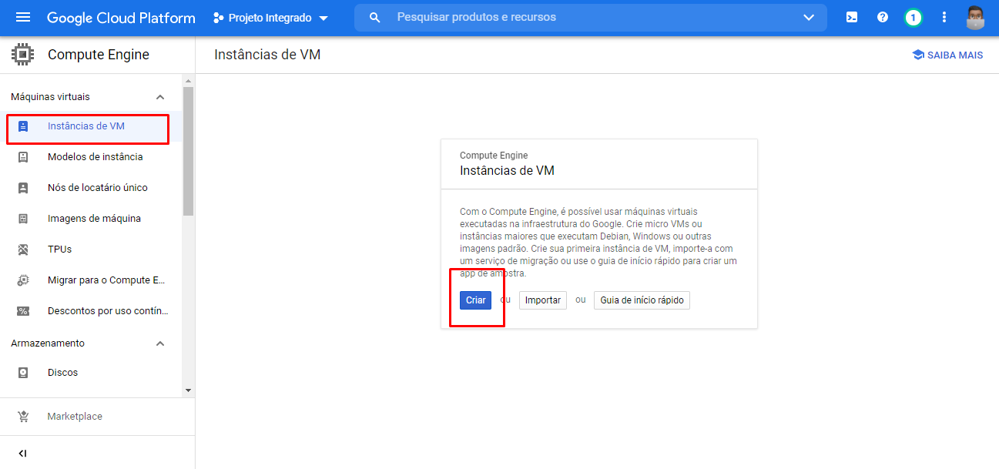 Google Cloud Platform
Projeto Integrado
Pesquisar produtos e recursos
1
Compute Engine
Instâncias de VM
SAIBA MAIS
Máquinas virtuais
Instâncias de VM
Modelos de instância
Nós de locatário único
Imagens de máquina
TPUs
Migrar para o Compute E...
Descontos por uso contín...
Armazenamento
Discos
Marketplace
Compute Engine
Instâncias de VM
Com o Compute Engine, é possível usar máquinas virtuais
executadas na infraestrutura do Google. Crie micro VMs ou
instâncias maiores que executam Debian, Windows ou outras
imagens padrão. Crie sua primeira instância de VM, importe-a com
um serviço de migração ou use o guia de início rápido para criar um
app de amostra.
Criar ou Importar ou Guia de início rápido